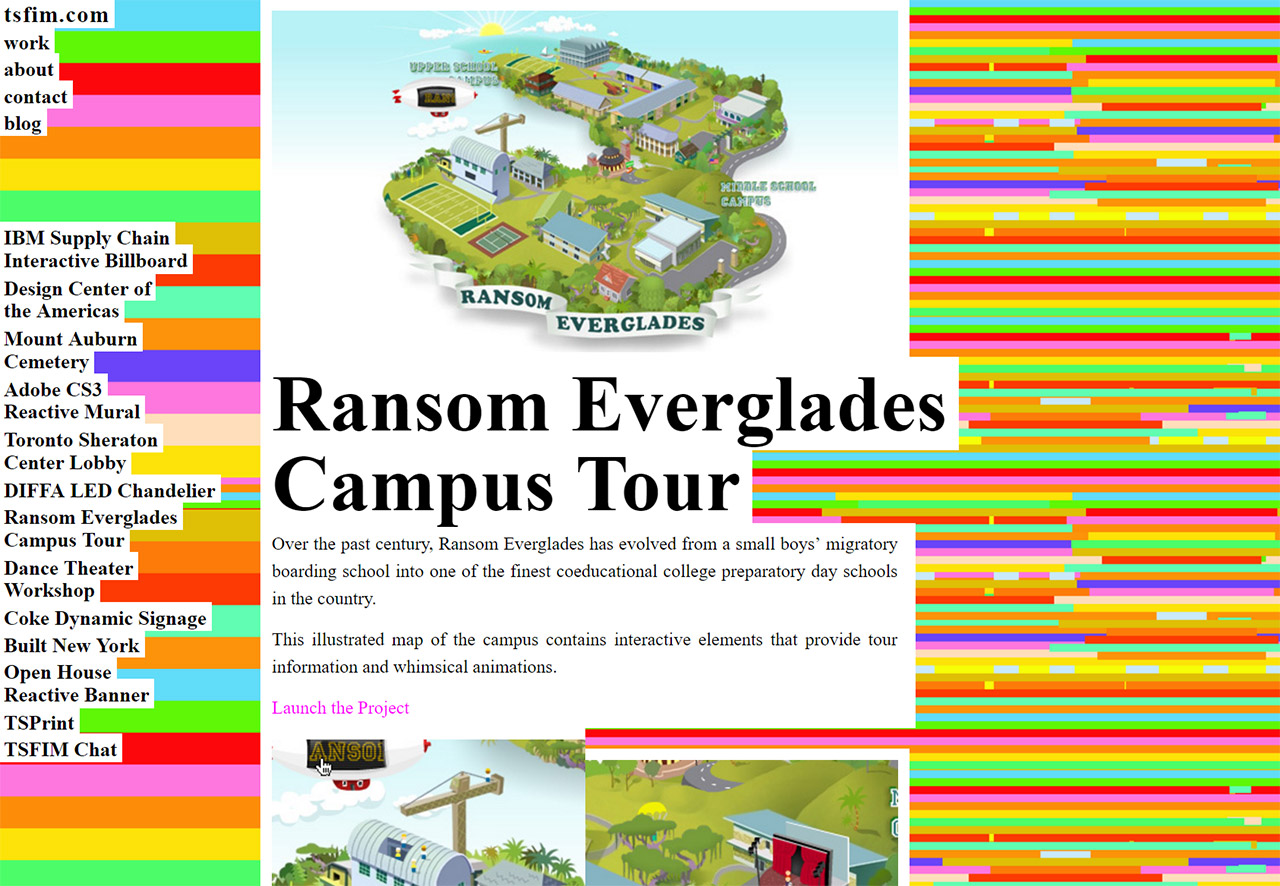 tsfim.com
work
about
contact
blog
IBM Supply Chain
Interactive Billboard
Design Center of
the Americas
Mount Auburn
Cemetery
Adobe CS3
Reactive Mural
Toronto Sheraton
Center Lobby
DIFFA LED Chandelier
Ransom Everglades
Campus Tour
Dance Theater
Workshop
Coke Dynamic Signage
Built New York
Open House
Reactive Banner
TSPrint
TSFIM Chat
UPPER SCHOOL
CAMPUS
RAN
MIDDLE SCHOOL
CAMPUS
RANSOM
EVERGLADES
Ransom Everglades
Campus Tour
Over the past century, Ransom Everglades has evolved from a small boys’ migratory
boarding school into one of the finest coeducational college preparatory day schools
in the country.
This illustrated map of the campus contains interactive elements that provide tour
information and whimsical animations.
Launch the Project
ANSO